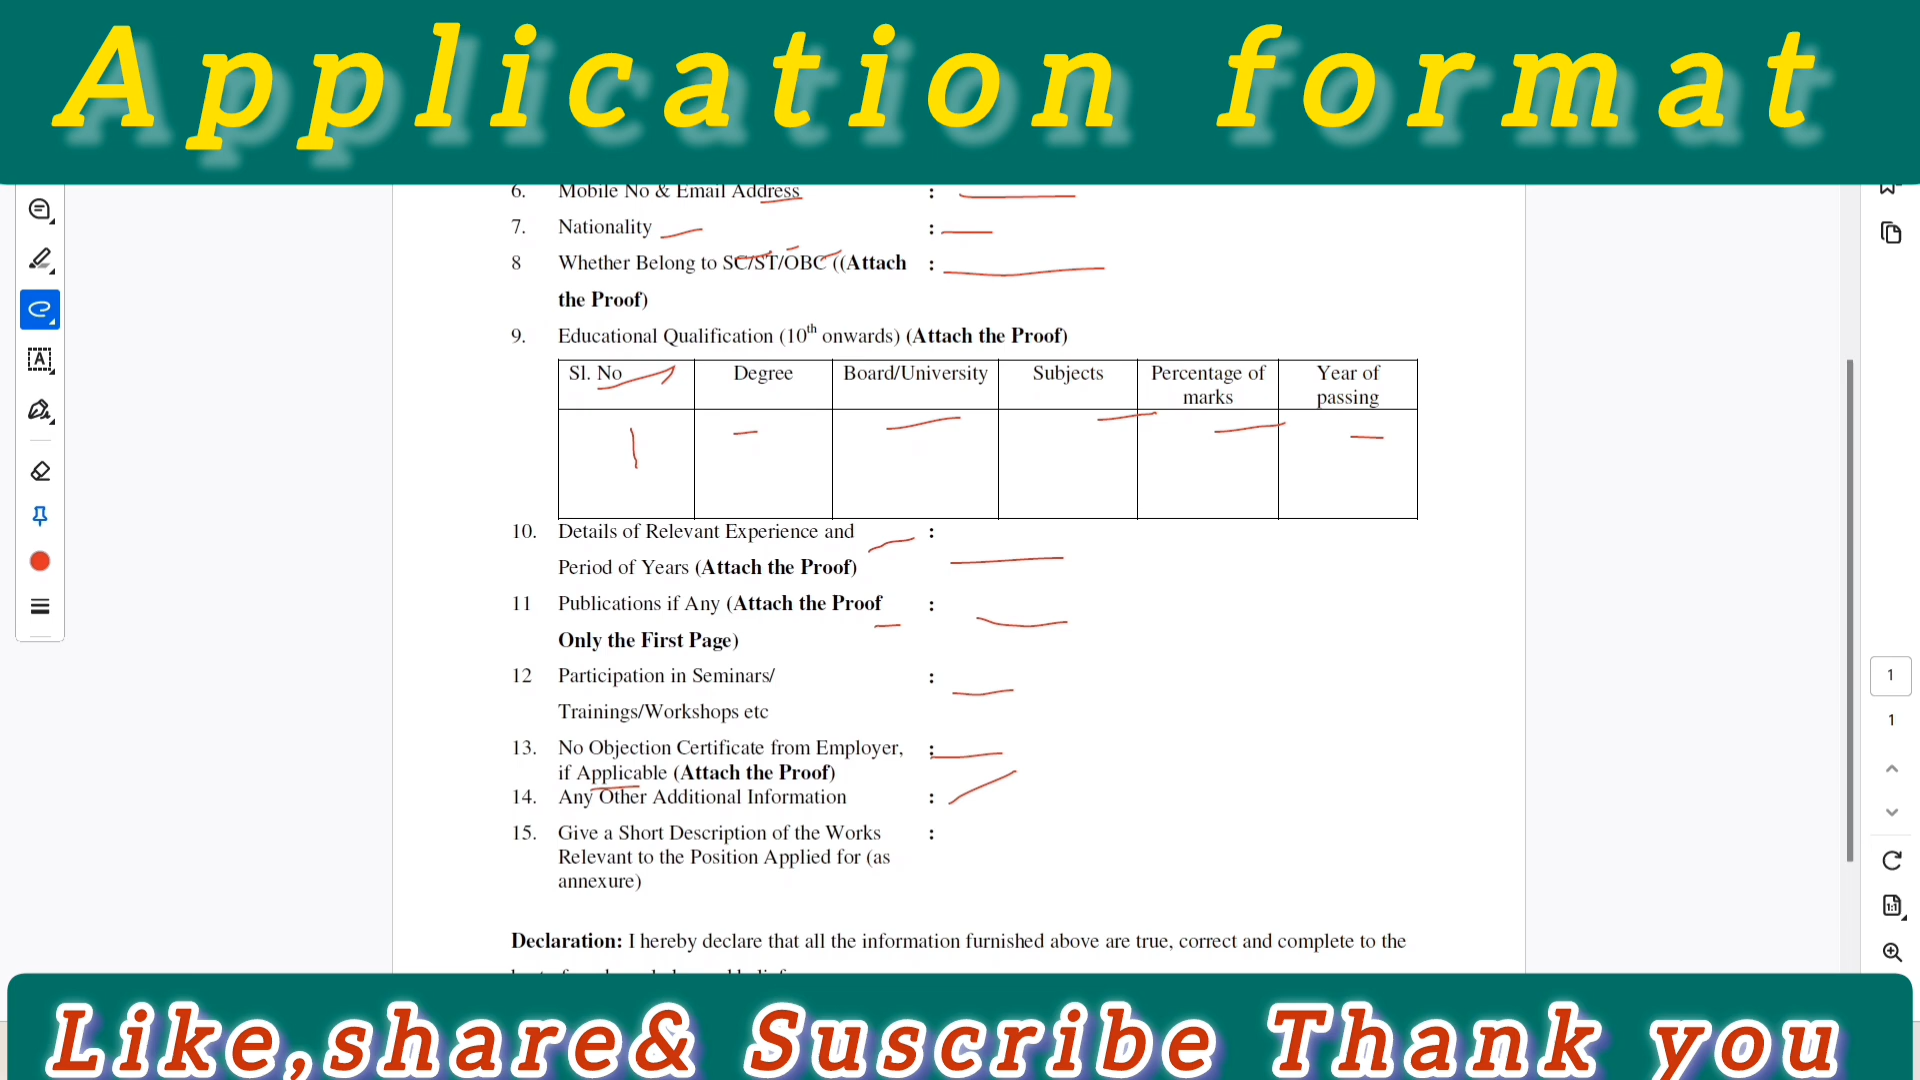 Application format
6. Mobile No & Email Address :
7. Nationality :
8 Whether Belong to SC/ST/OBC ((Attach :
the Proof)
9. Educational Qualification (10th onwards) (Attach the Proof)
Sl. No Degree Board/University Subjects Percentage of marks Year of passing
1
10. Details of Relevant Experience and :
Period of Years (Attach the Proof)
11 Publications if Any (Attach the Proof :
Only the First Page)
12 Participation in Seminars/ :
Trainings/Workshops etc
13. No Objection Certificate from Employer, :
if Applicable (Attach the Proof)
14. Any Other Additional Information :
15. Give a Short Description of the Works :
Relevant to the Position Applied for (as
annexure)
Declaration: I hereby declare that all the information furnished above are true, correct and complete to the
1
1
Like,share& Suscribe Thank you